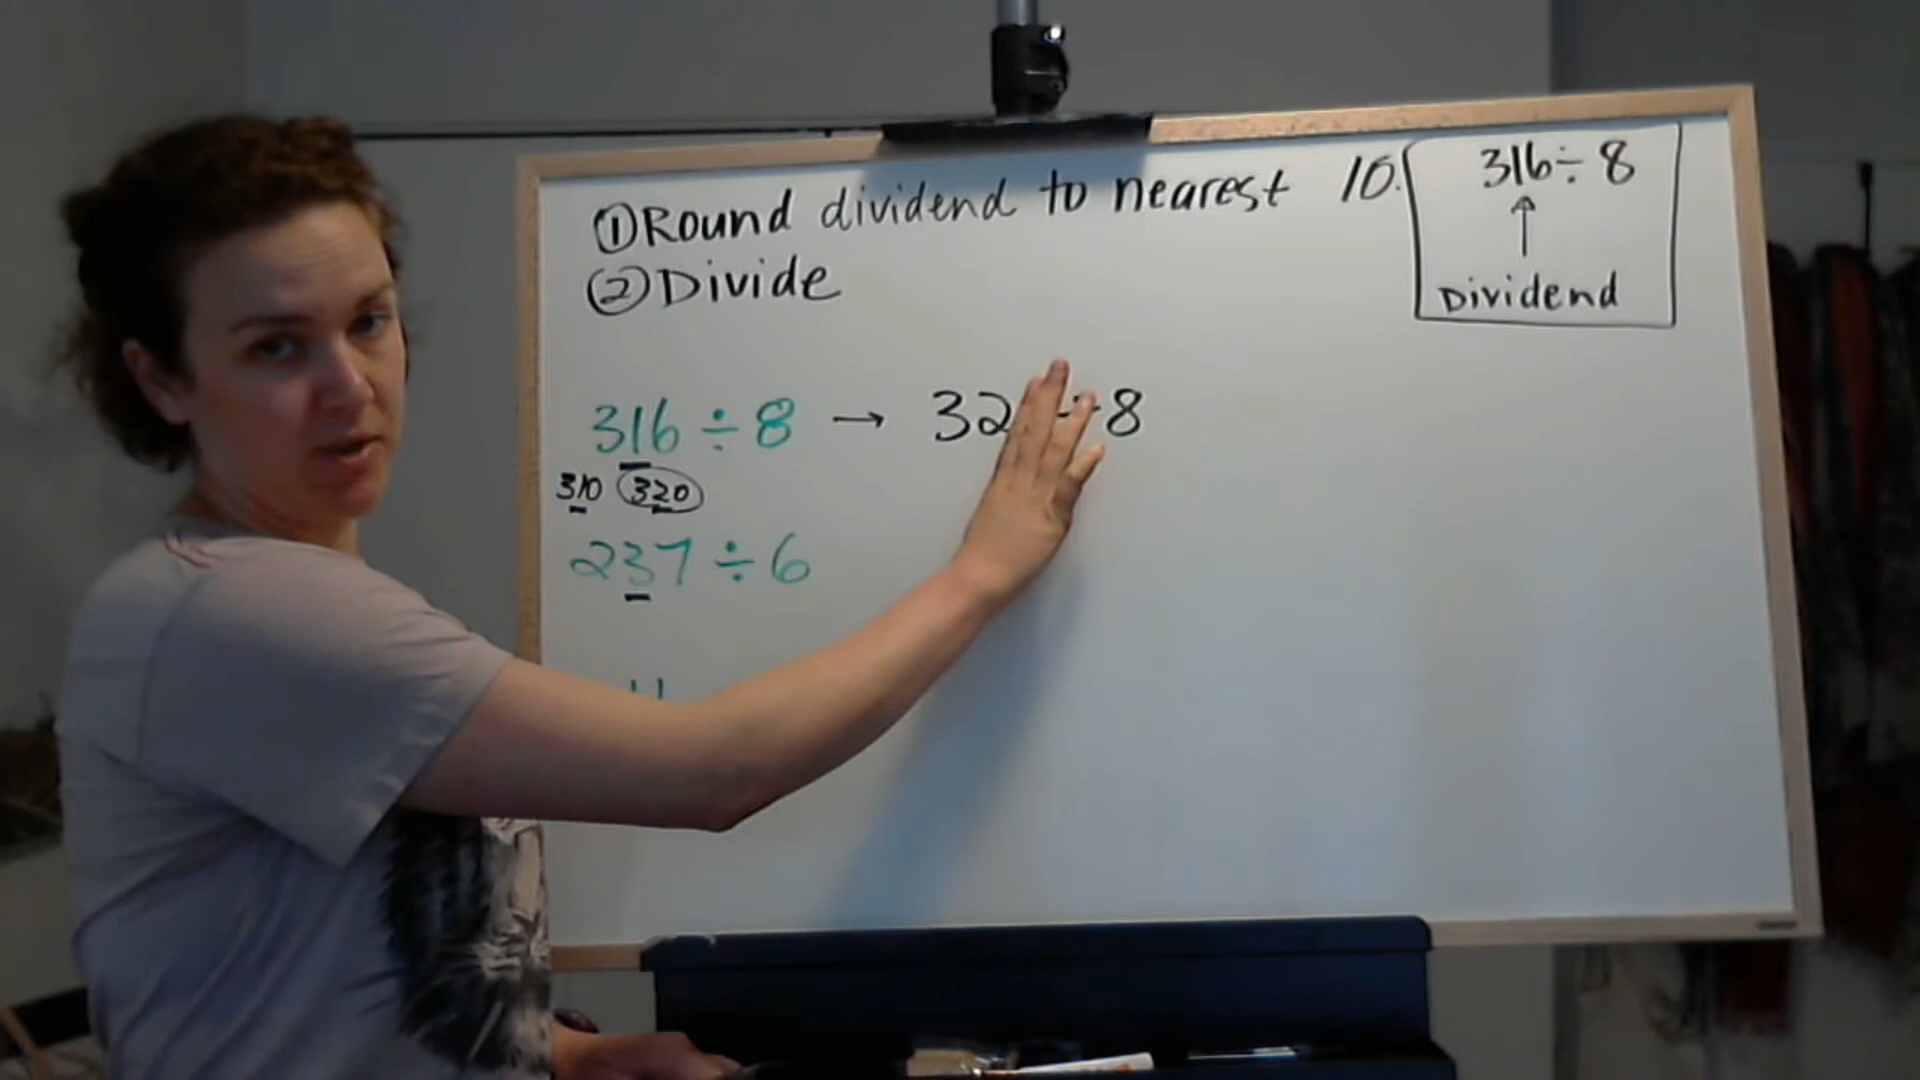 ①Round dividend to nearest 10.
②Divide
316÷8
↑
Dividend
316 ÷ 8 → 32 ÷8
310 320
237 ÷ 6